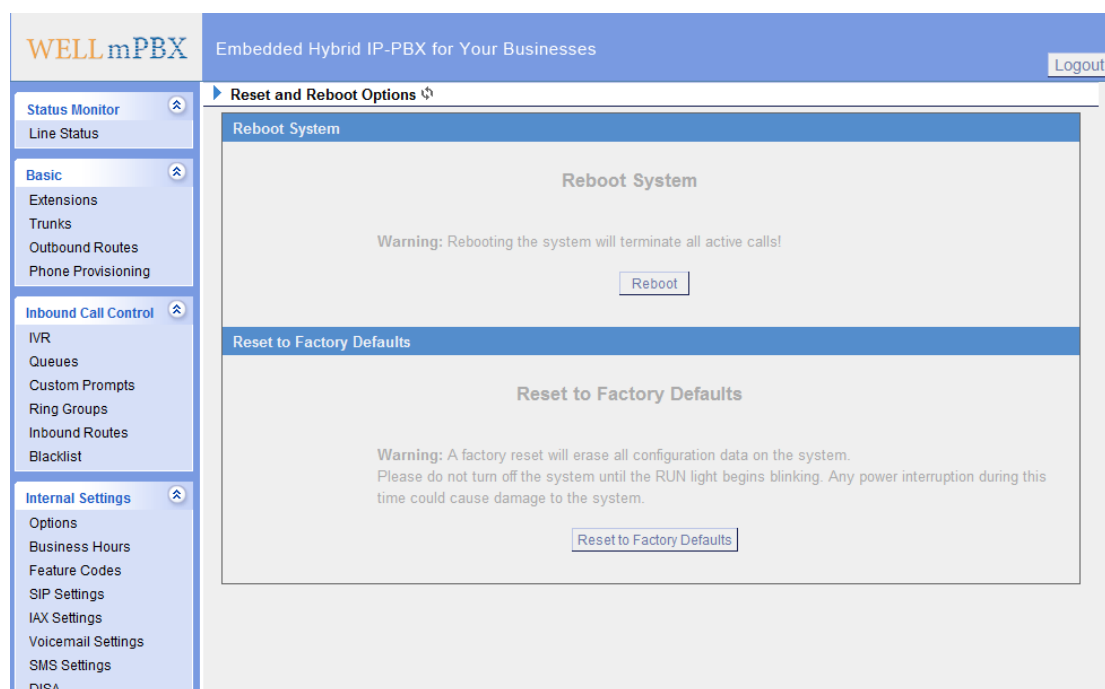 WELL mPBX
Embedded Hybrid IP-PBX for Your Businesses
Logout
Status Monitor
Line Status
Basic
Extensions
Trunks
Outbound Routes
Phone Provisioning
Inbound Call Control
IVR
Queues
Custom Prompts
Ring Groups
Inbound Routes
Blacklist
Internal Settings
Options
Business Hours
Feature Codes
SIP Settings
IAX Settings
Voicemail Settings
SMS Settings
DISA
Reset and Reboot Options
Reboot System
Reboot System
Warning: Rebooting the system will terminate all active calls!
Reboot
Reset to Factory Defaults
Reset to Factory Defaults
Warning: A factory reset will erase all configuration data on the system.
Please do not turn off the system until the RUN light begins blinking. Any power interruption during this
time could cause damage to the system.
Reset to Factory Defaults